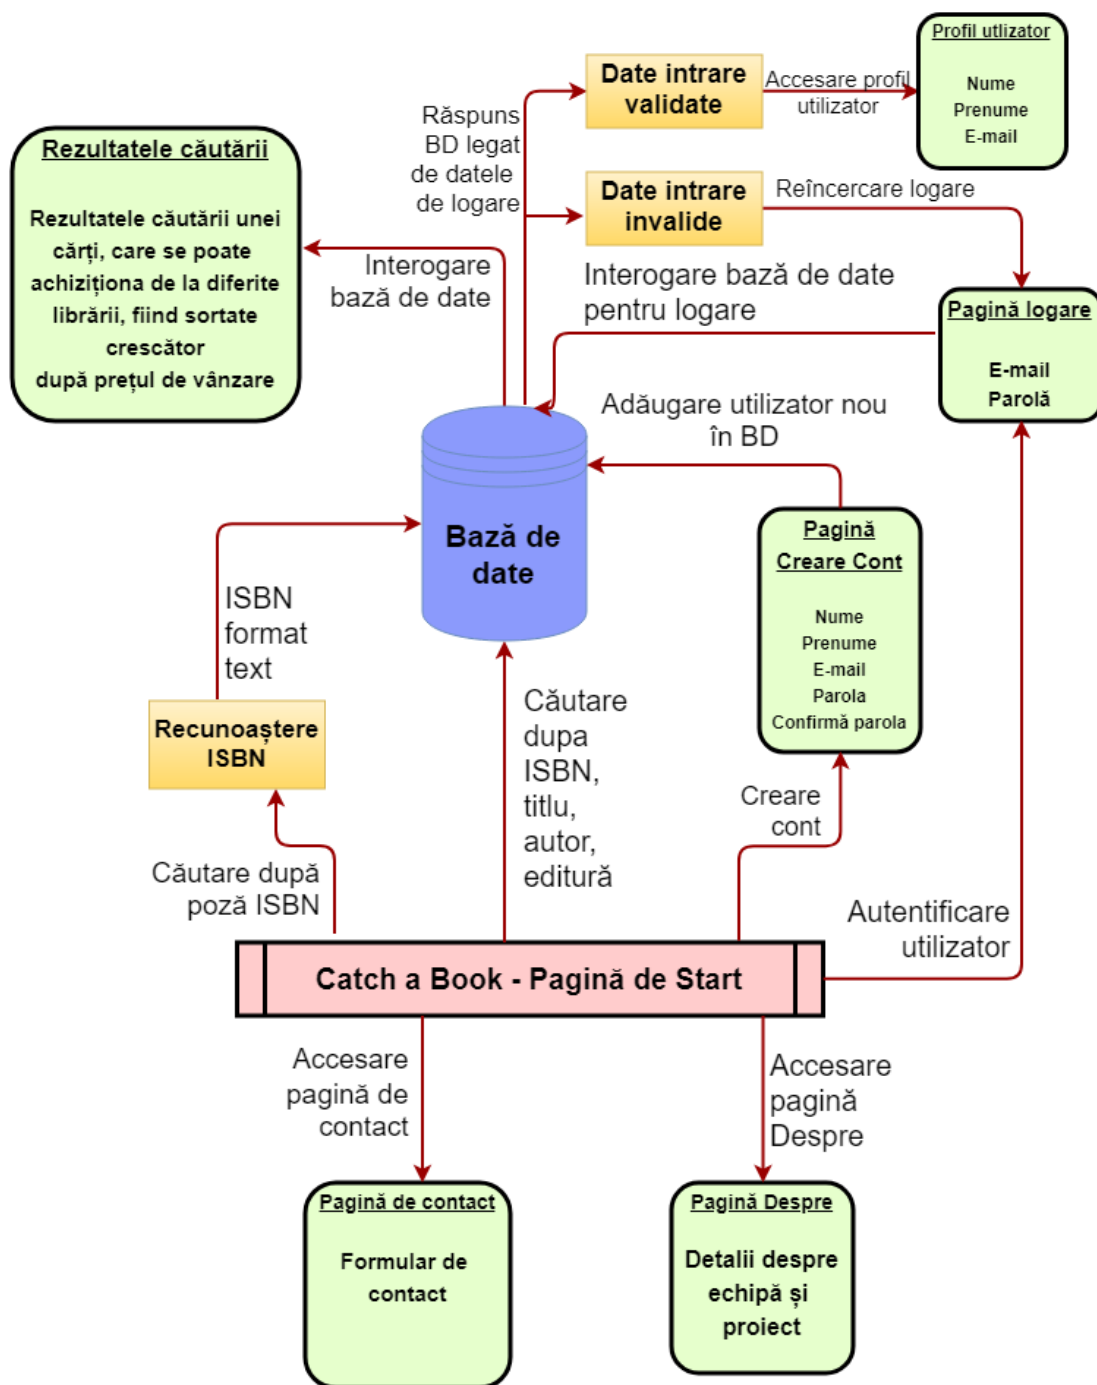 Profil utlizator
Nume
Prenume
E-mail
Date intrare
validate
Accesare profil
utilizator
Răspuns
BD legat
de datele
de logare
Rezultatele căutării
Rezultatele căutării unei
cărți, care se poate
achiziționa de la diferite
librării, fiind sortate
crescător
după prețul de vânzare
Date intrare
invalide
Reîncercare logare
Interogare
bază de date
Interogare bază de date
pentru logare
Pagină logare
E-mail
Parolă
Adăugare utilizator nou
în BD
Bază de
date
Pagină
Creare Cont
Nume
Prenume
E-mail
Parola
Confirmă parola
ISBN
format
text
Recunoaștere
ISBN
Căutare
dupa
ISBN,
titlu,
autor,
editură
Creare
cont
Căutare după
poză ISBN
Autentificare
utilizator
Catch a Book - Pagină de Start
Accesare
pagină de
contact
Accesare
pagină
Despre
Pagină de contact
Formular de
contact
Pagină Despre
Detalii despre
echipă și
proiect